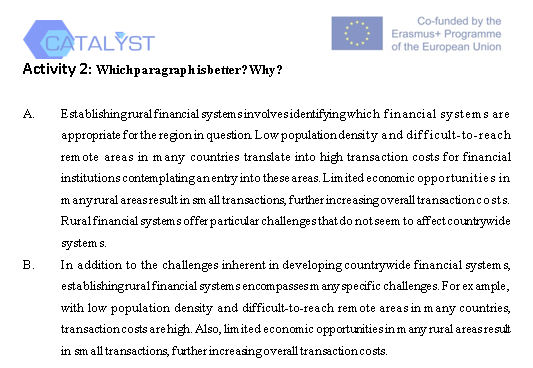 CATALYST
Co-funded by the
Erasmus+ Programme
of the European Union
Activity 2: Which paragraph is better? Why?
A. Establishing rural financial systems involves identifying which financial systems are
appropriate for the region in question. Low population density and difficult-to-reach
remote areas in many countries translate into high transaction costs for financial
institutions contemplating an entry into these areas. Limited economic opportunities in
many rural areas result in small transactions, further increasing overall transaction costs.
Rural financial systems offer particular challenges that do not seem to affect countrywide
systems.
B. In addition to the challenges inherent in developing countrywide financial systems,
establishing rural financial systems encompasses many specific challenges. For example,
with low population density and difficult-to-reach remote areas in many countries,
transaction costs are high. Also, limited economic opportunities in many rural areas result
in small transactions, further increasing overall transaction costs.